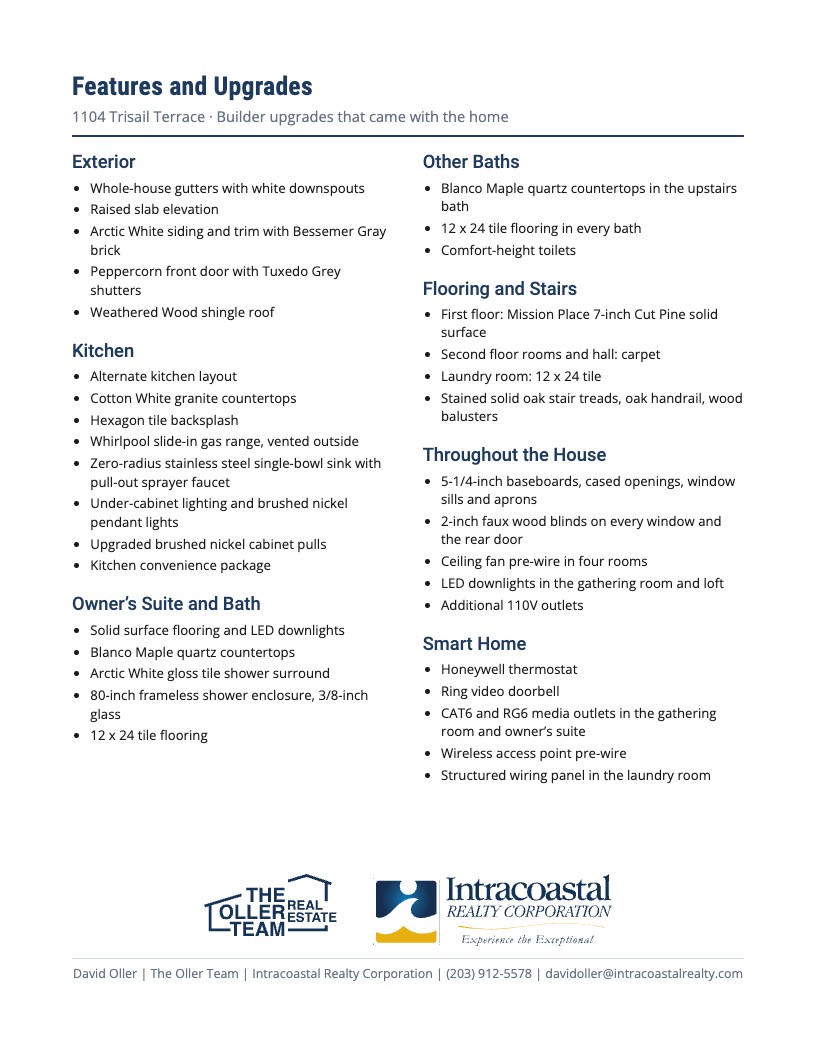 Features and Upgrades
1104 Trisail Terrace · Builder upgrades that came with the home
Exterior
• Whole-house gutters with white downspouts
• Raised slab elevation
• Arctic White siding and trim with Bessemer Gray
brick
• Peppercorn front door with Tuxedo Grey
shutters
• Weathered Wood shingle roof
Kitchen
• Alternate kitchen layout
• Cotton White granite countertops
• Hexagon tile backsplash
• Whirlpool slide-in gas range, vented outside
• Zero-radius stainless steel single-bowl sink with
pull-out sprayer faucet
• Under-cabinet lighting and brushed nickel
pendant lights
• Upgraded brushed nickel cabinet pulls
• Kitchen convenience package
Owner’s Suite and Bath
• Solid surface flooring and LED downlights
• Blanco Maple quartz countertops
• Arctic White gloss tile shower surround
• 80-inch frameless shower enclosure, 3/8-inch
glass
• 12 x 24 tile flooring
Other Baths
• Blanco Maple quartz countertops in the upstairs
bath
• 12 x 24 tile flooring in every bath
• Comfort-height toilets
Flooring and Stairs
• First floor: Mission Place 7-inch Cut Pine solid
surface
• Second floor rooms and hall: carpet
• Laundry room: 12 x 24 tile
• Stained solid oak stair treads, oak handrail, wood
balusters
Throughout the House
• 5-1/4-inch baseboards, cased openings, window
sills and aprons
• 2-inch faux wood blinds on every window and
the rear door
• Ceiling fan pre-wire in four rooms
• LED downlights in the gathering room and loft
• Additional 110V outlets
Smart Home
• Honeywell thermostat
• Ring video doorbell
• CAT6 and RG6 media outlets in the gathering
room and owner’s suite
• Wireless access point pre-wire
• Structured wiring panel in the laundry room
THE
OLLER
TEAM
REAL
ESTATE
Intracoastal
REALTY CORPORATION
Experience the Exceptional
David Oller | The Oller Team | Intracoastal Realty Corporation | (203) 912-5578 | davidoller@intracoastalrealty.com